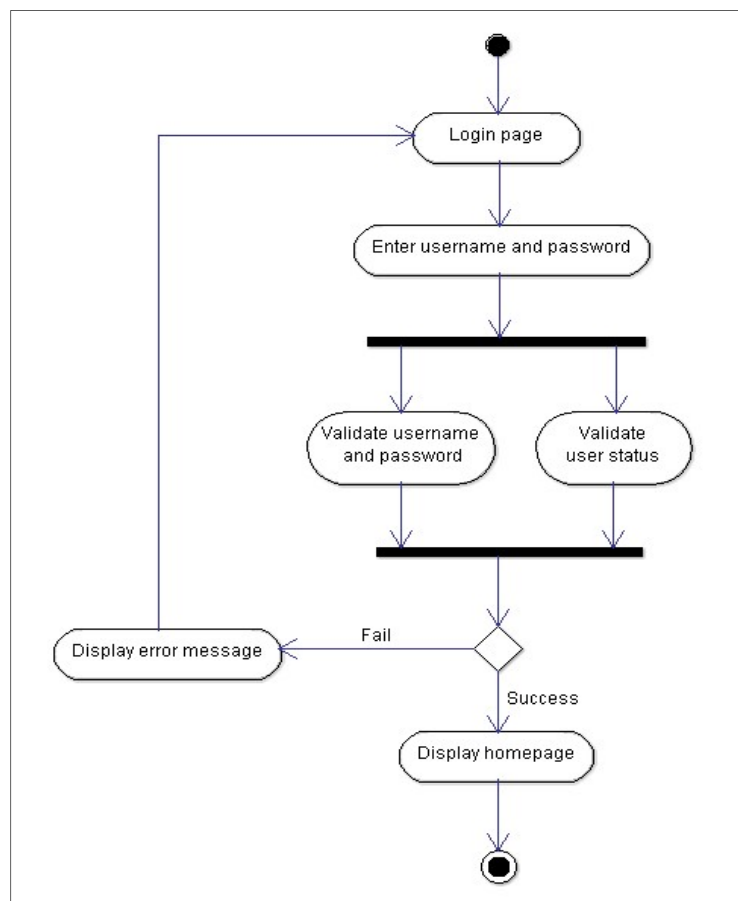 Login page
Enter username and password
Validate username
and password
Validate
user status
Fail
Display error message
Success
Display homepage